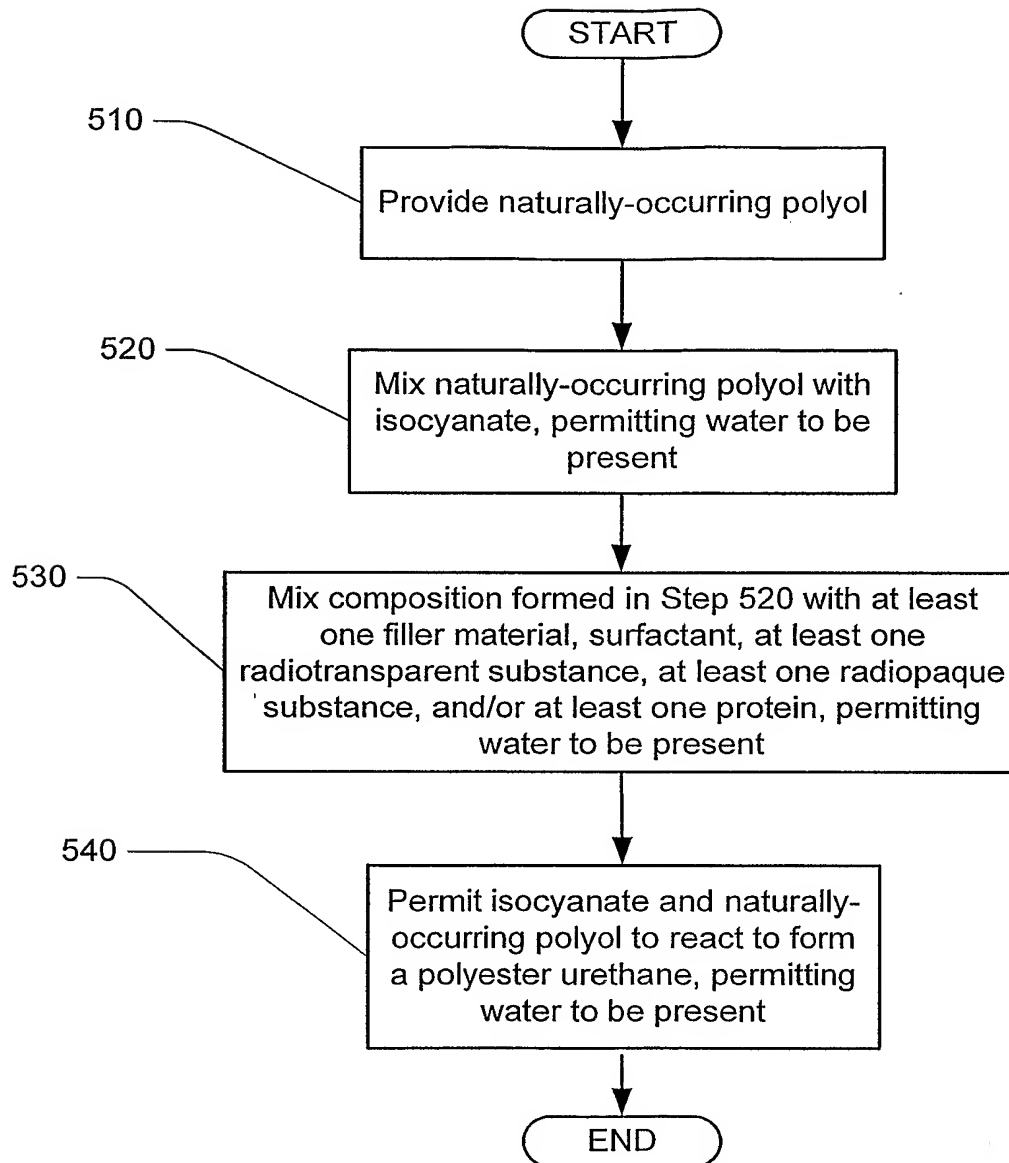 START
510
Provide naturally-occurring polyol
520
Mix naturally-occurring polyol with
isocyanate, permitting water to be
present
530
Mix composition formed in Step 520 with at least
one filler material, surfactant, at least one
radiotransparent substance, at least one radiopaque
substance, and/or at least one protein, permitting
water to be present
540
Permit isocyanate and naturally-
occurring polyol to react to form
a polyester urethane, permitting
water to be present
END